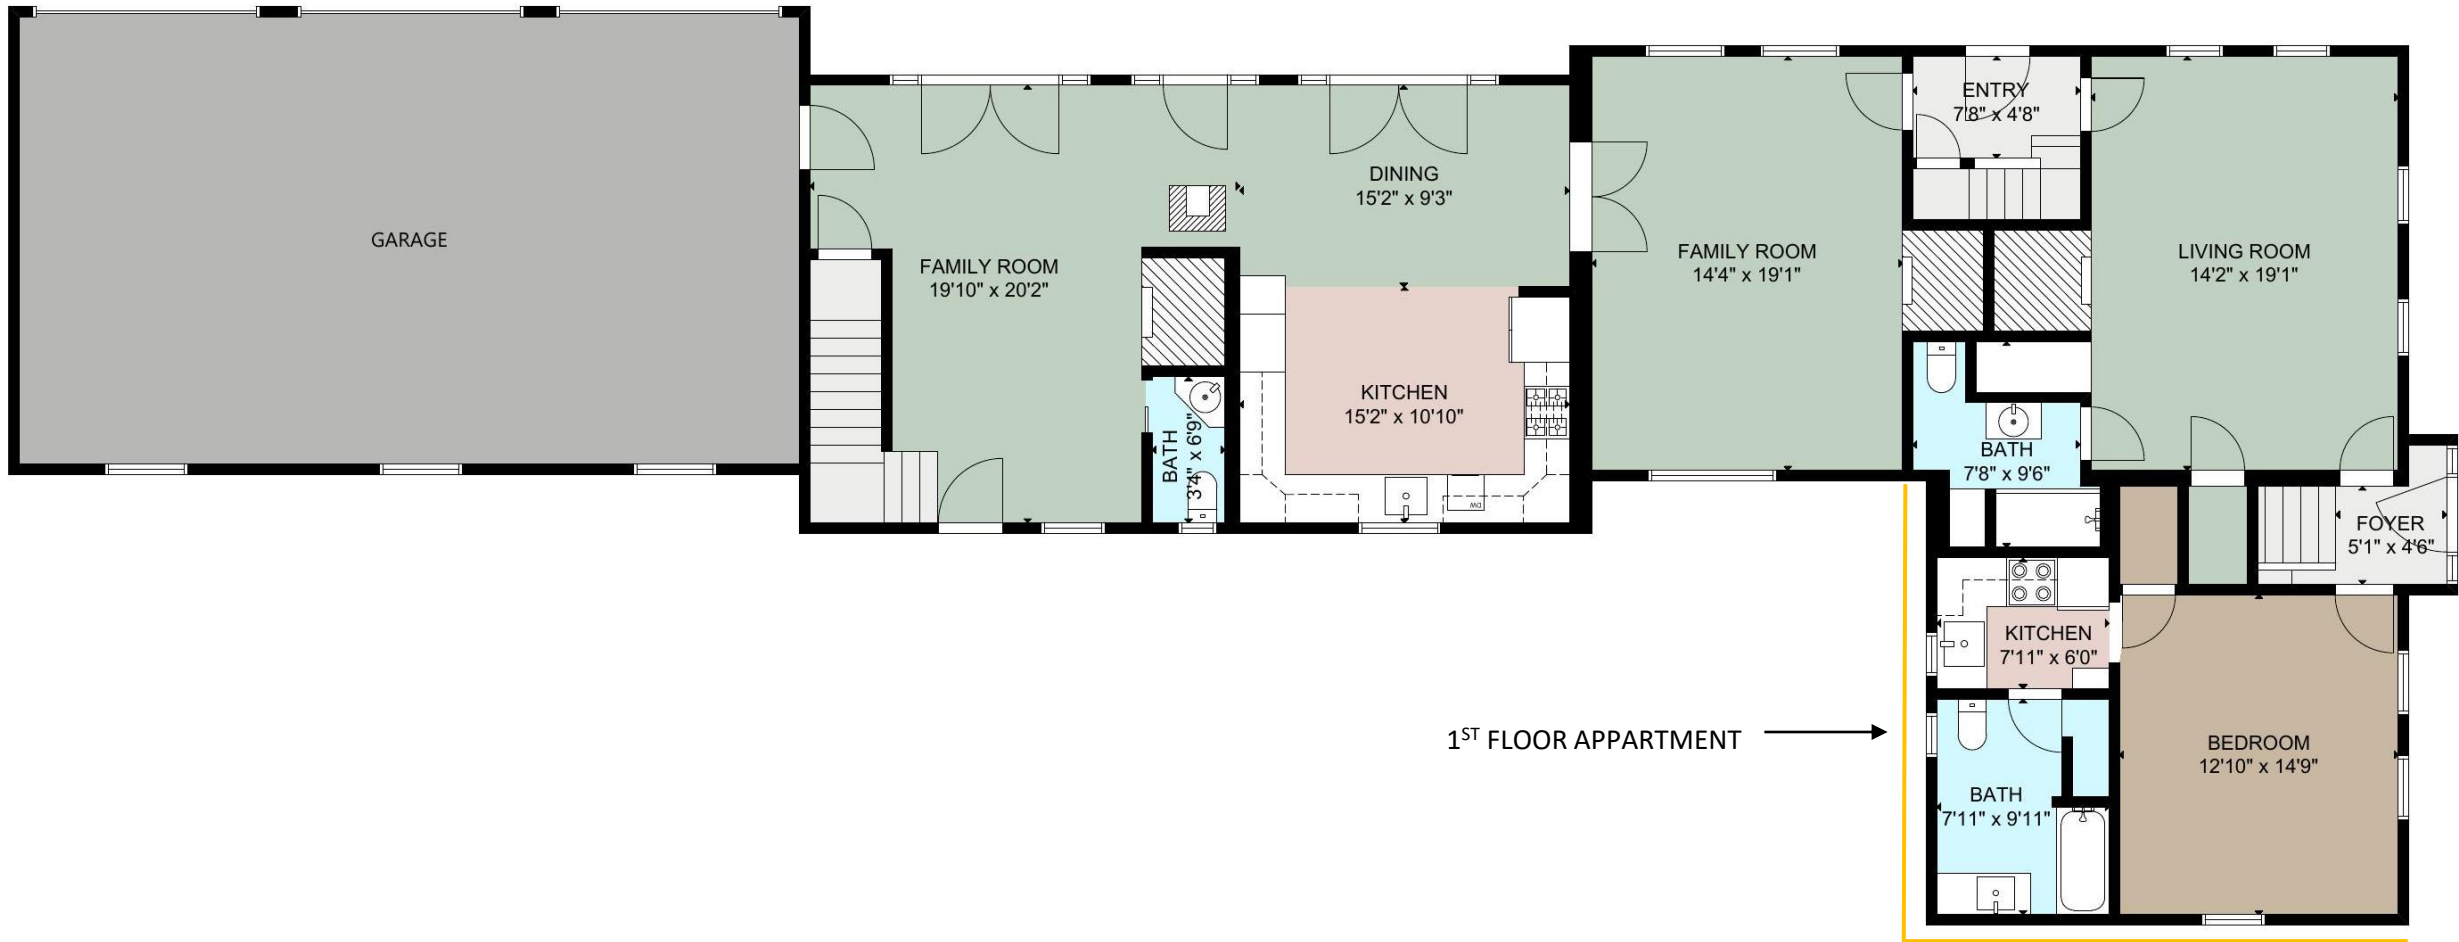 GARAGE
FAMILY ROOM
19'10" x 20'2"
BATH
3'4" x 6'9"
DINING
15'2" x 9'3"
KITCHEN
15'2" x 10'10"
DW
FAMILY ROOM
14'4" x 19'1"
ENTRY
7'8" x 4'8"
LIVING ROOM
14'2" x 19'1"
BATH
7'8" x 9'6"
FOYER
5'1" x 4'6"
KITCHEN
7'11" x 6'0"
1ST FLOOR APPARTMENT
BEDROOM
12'10" x 14'9"
BATH
7'11" x 9'11"